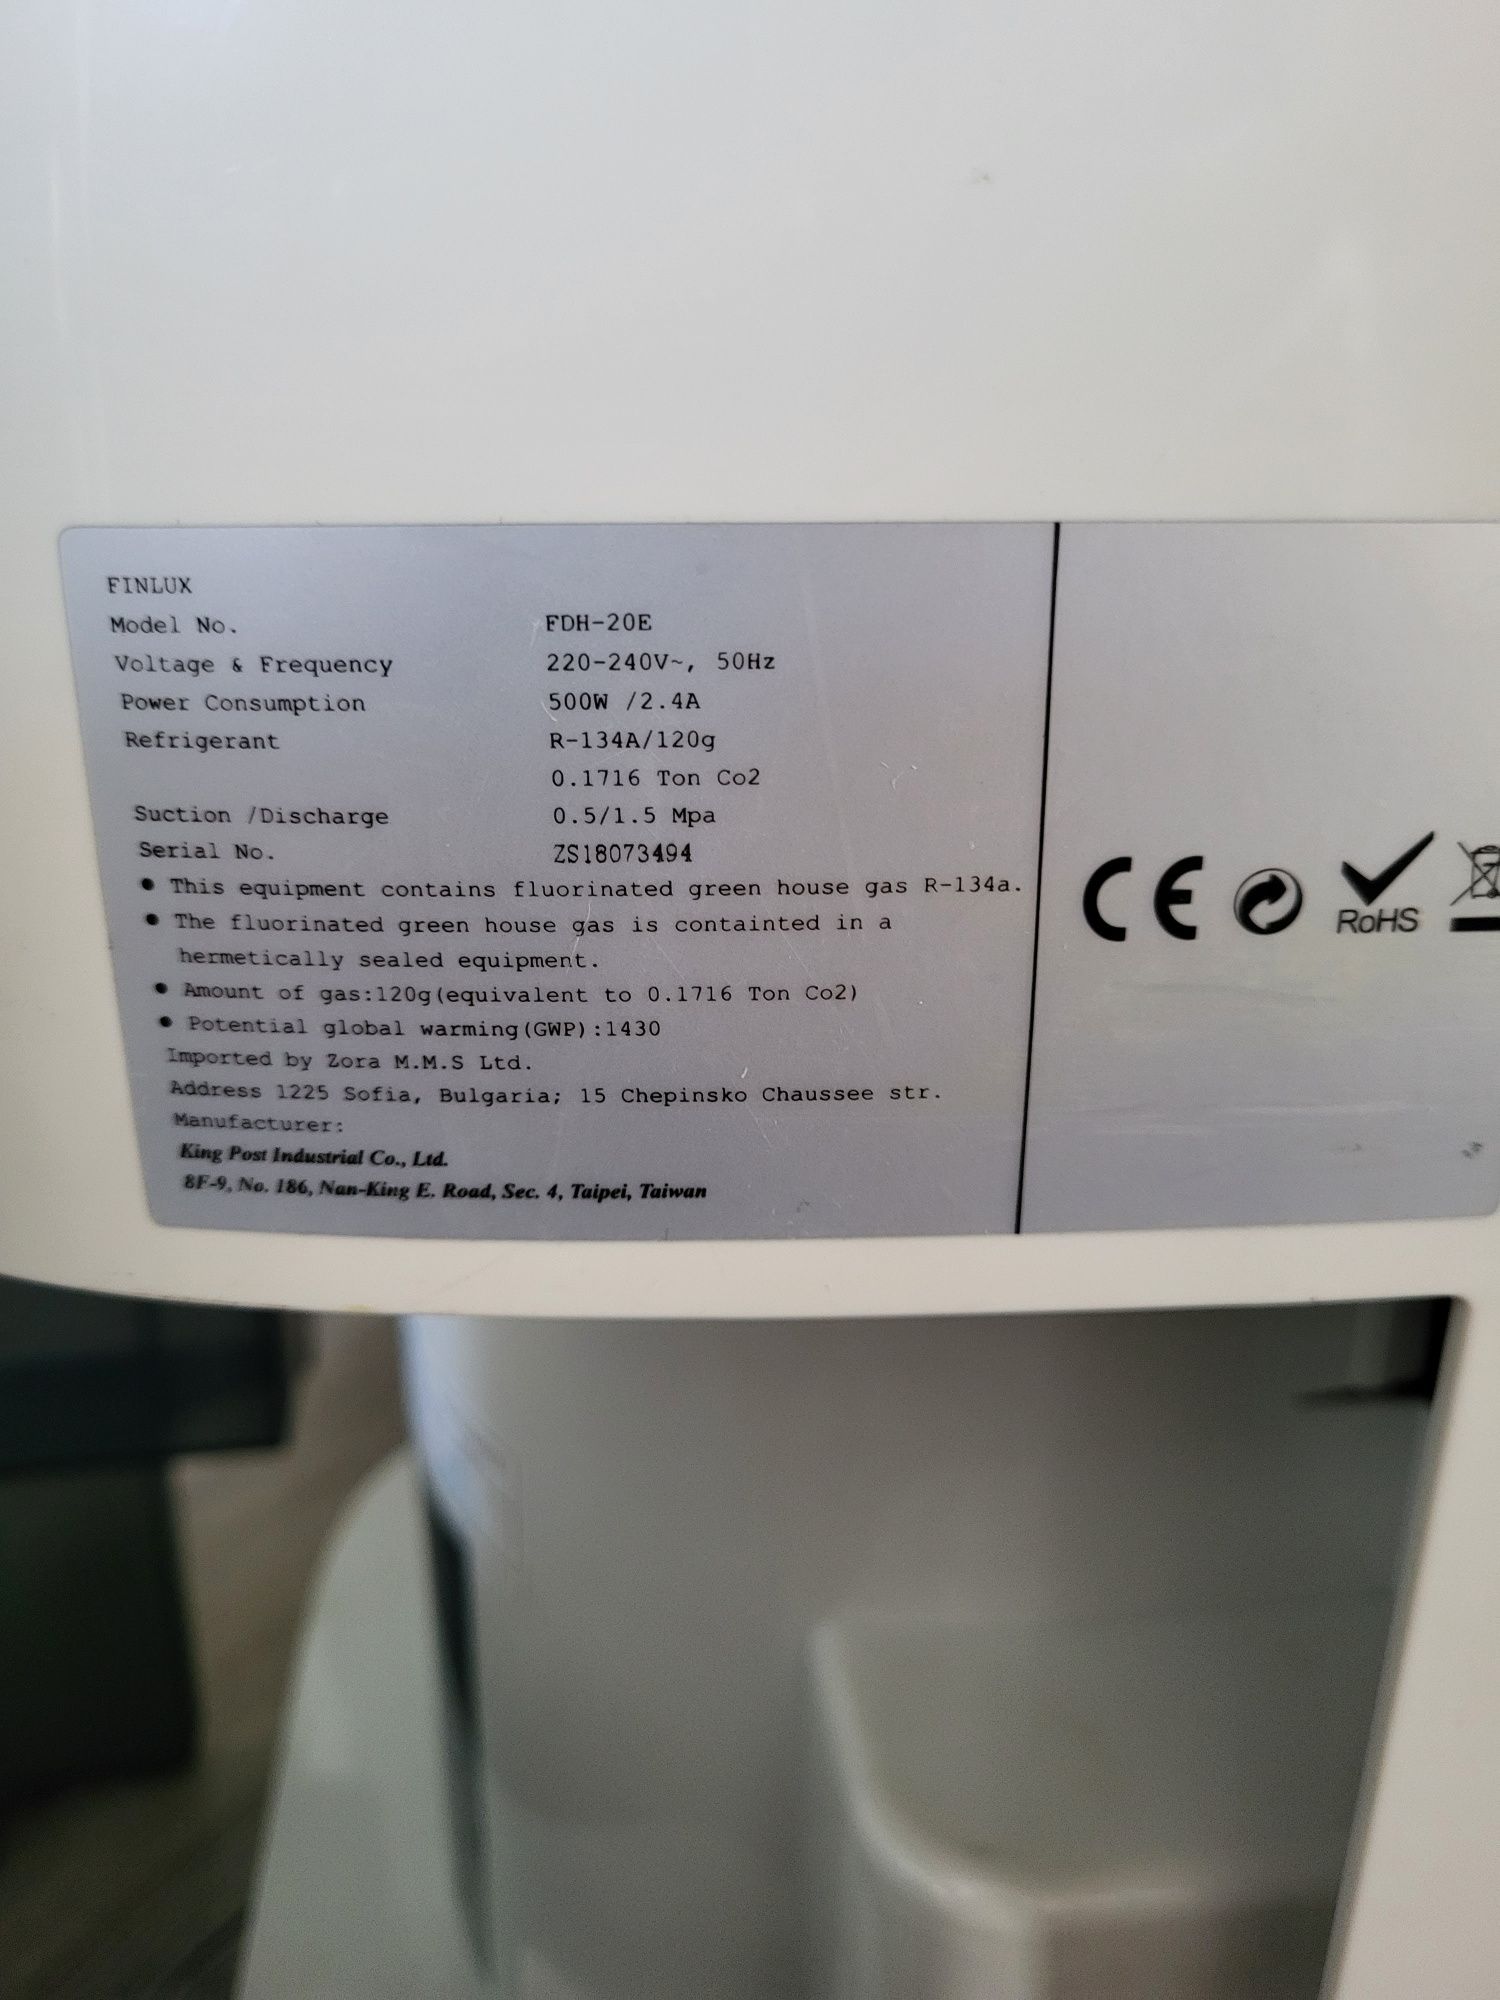 FINLUX
Model No. FDH-20E
Voltage & Frequency 220-240V~, 50Hz
Power Consumption 500W /2.4A
Refrigerant R-134A/120g
0.1716 Ton Co2
Suction /Discharge 0.5/1.5 Mpa
Serial No. ZS18073494
• This equipment contains fluorinated green house gas R-134a.
• The fluorinated green house gas is containted in a
hermetically sealed equipment.
• Amount of gas:120g(equivalent to 0.1716 Ton Co2)
• Potential global warming(GWP):1430
Imported by Zora M.M.S Ltd.
Address 1225 Sofia, Bulgaria; 15 Chepinsko Chaussee str.
Manufacturer:
King Post Industrial Co., Ltd.
8F-9, No. 186, Nan-King E. Road, Sec. 4, Taipei, Taiwan
CE
RoHS